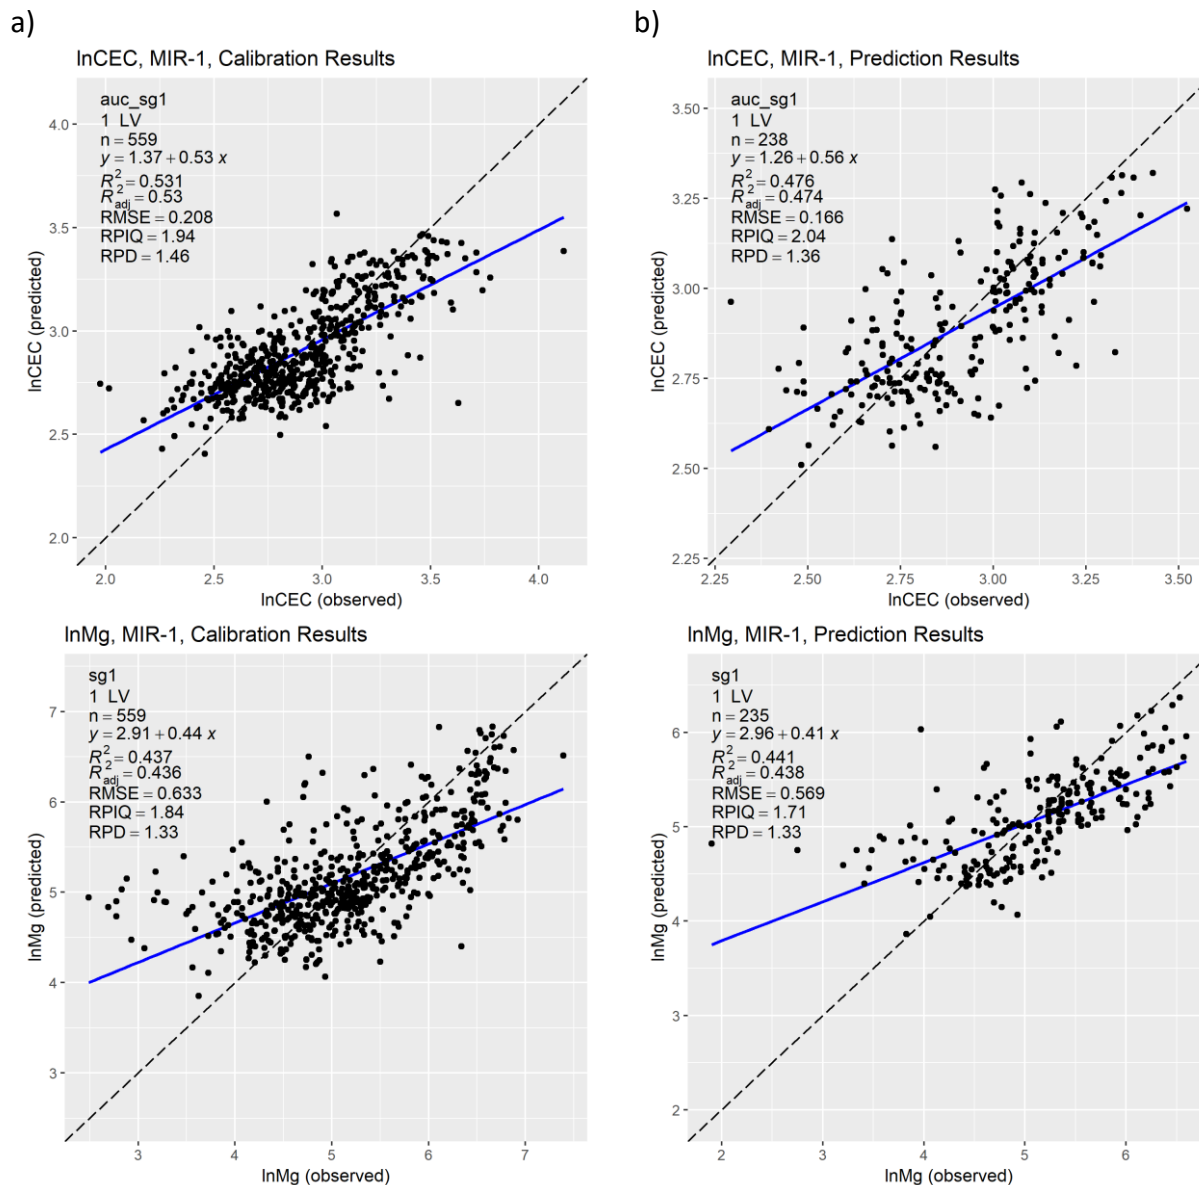 a)
lnCEC, MIR-1, Calibration Results
auc_sg1
1 LV
n = 559
y = 1.37 + 0.53 x
R² = 0.531
R²adj = 0.53
RMSE = 0.208
RPIQ = 1.94
RPD = 1.46
4.0
3.5
3.0
2.5
2.0
lnCEC (predicted)
2.0 2.5 3.0 3.5 4.0
lnCEC (observed)
b)
lnCEC, MIR-1, Prediction Results
auc_sg1
1 LV
n = 238
y = 1.26 + 0.56 x
R² = 0.476
R²adj = 0.474
RMSE = 0.166
RPIQ = 2.04
RPD = 1.36
3.50
3.25
3.00
2.75
2.50
2.25
lnCEC (predicted)
2.25 2.50 2.75 3.00 3.25 3.50
lnCEC (observed)
lnMg, MIR-1, Calibration Results
sg1
1 LV
n = 559
y = 2.91 + 0.44 x
R² = 0.437
R²adj = 0.436
RMSE = 0.633
RPIQ = 1.84
RPD = 1.33
7
6
5
4
3
lnMg (predicted)
3 4 5 6 7
lnMg (observed)
lnMg, MIR-1, Prediction Results
sg1
1 LV
n = 235
y = 2.96 + 0.41 x
R² = 0.441
R²adj = 0.438
RMSE = 0.569
RPIQ = 1.71
RPD = 1.33
6
5
4
3
2
lnMg (predicted)
2 3 4 5 6
lnMg (observed)